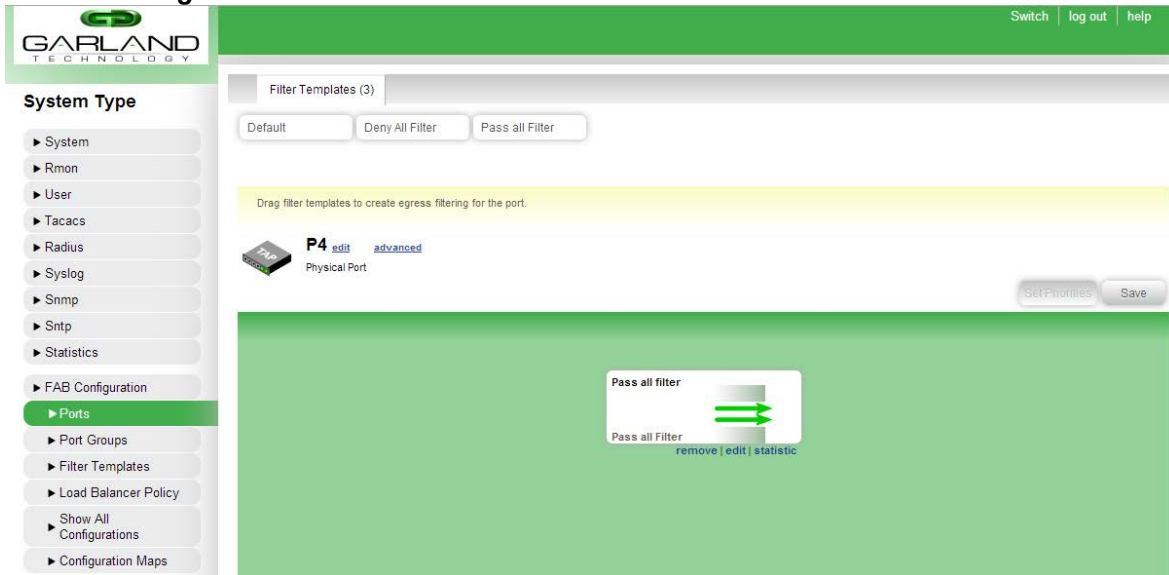 GARLAND
TECHNOLOGY
Switch | log out | help
System Type
Filter Templates (3)
Default
Deny All Filter
Pass all Filter
▶ System
▶ Rmon
▶ User
▶ Tacacs
▶ Radius
▶ Syslog
▶ Snmp
▶ Sntp
▶ Statistics
▶ FAB Configuration
▶ Ports
▶ Port Groups
▶ Filter Templates
▶ Load Balancer Policy
▶ Show All
Configurations
▶ Configuration Maps
Drag filter templates to create egress filtering for the port.
TAP
P4 edit advanced
Physical Port
Set Priorities
Save
Pass all filter
Pass all Filter
remove | edit | statistic